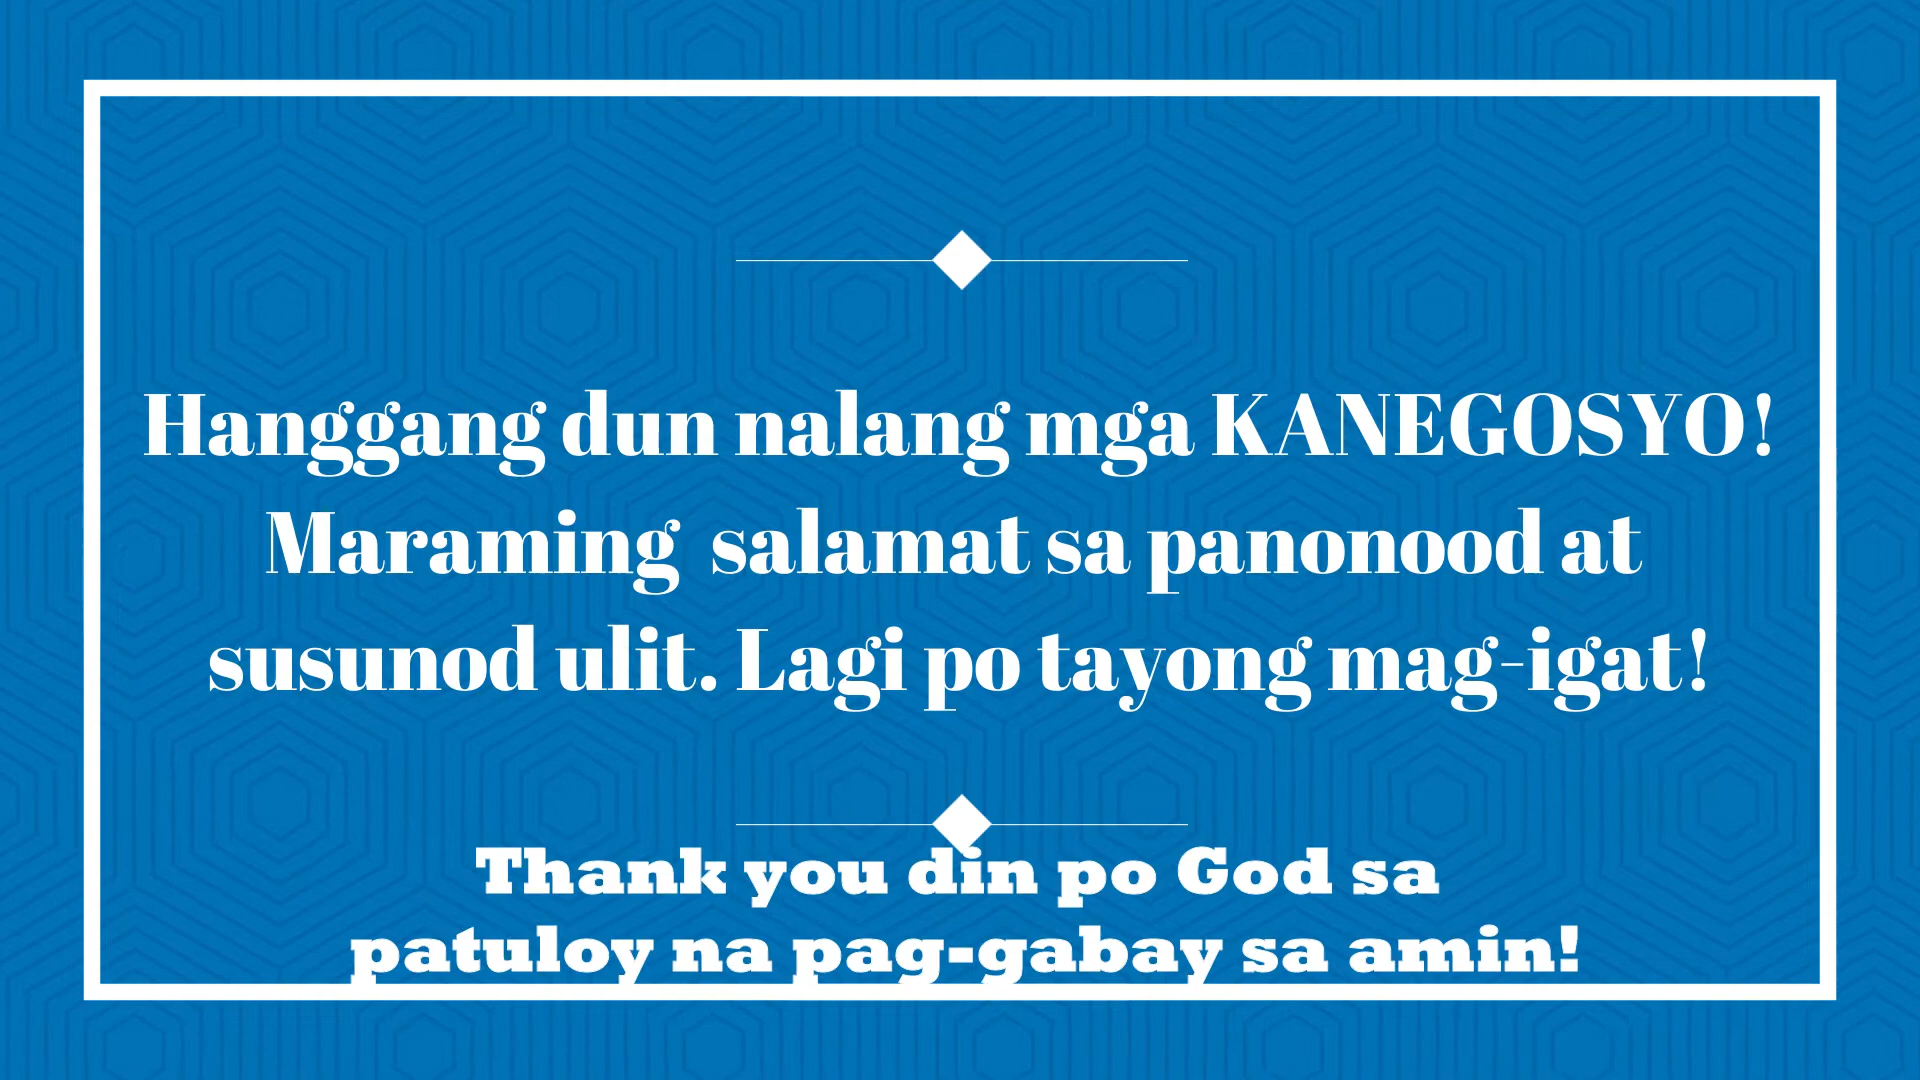 Hanggang dun nalang mga KANEGOSYO!
Maraming  salamat sa panonood at
susunod ulit. Lagi po tayong mag-igat!
Thank you din po God sa
patuloy na pag-gabay sa amin!